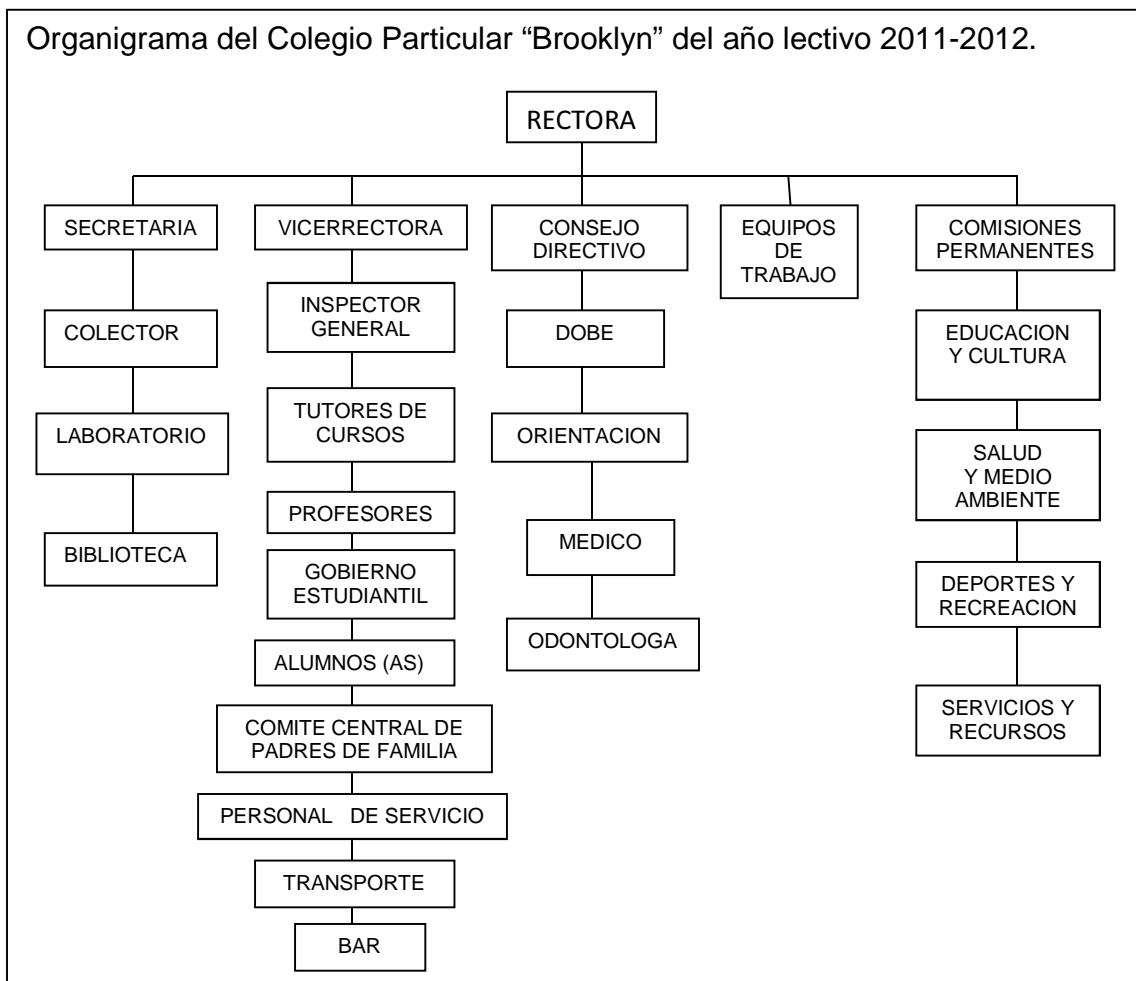 Organigrama del Colegio Particular “Brooklyn” del año lectivo 2011-2012.
RECTORA
SECRETARIA
COLECTOR
LABORATORIO
BIBLIOTECA
VICERRECTORA
INSPECTOR
GENERAL
TUTORES DE
CURSOS
PROFESORES
GOBIERNO
ESTUDIANTIL
ALUMNOS (AS)
COMITE CENTRAL DE
PADRES DE FAMILIA
PERSONAL DE SERVICIO
TRANSPORTE
BAR
CONSEJO
DIRECTIVO
DOBE
ORIENTACION
MEDICO
ODONTOLOGA
EQUIPOS
DE
TRABAJO
COMISIONES
PERMANENTES
EDUCACION
Y CULTURA
SALUD
Y MEDIO
AMBIENTE
DEPORTES Y
RECREACION
SERVICIOS Y
RECURSOS